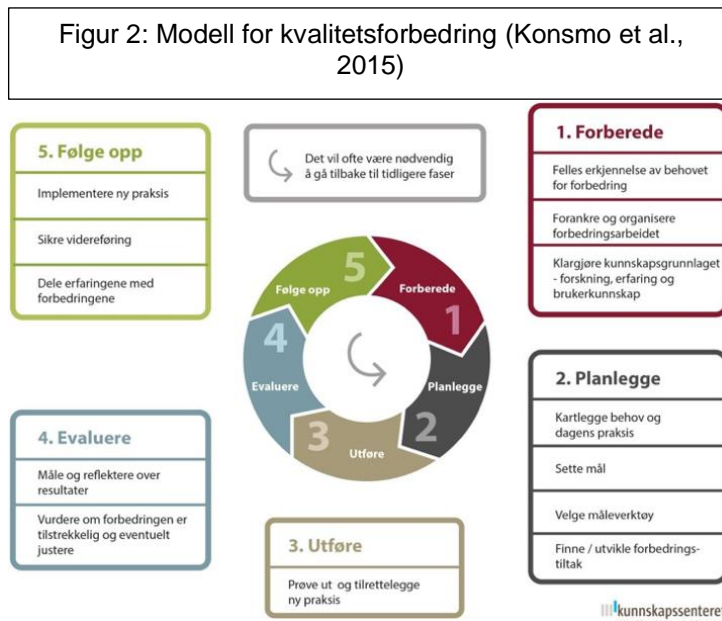 Figur 2: Modell for kvalitetsforbedring (Konsmo et al.,
2015)
5. Følge opp
Implementere ny praksis
Sikre videreføring
Dele erfaringene med
forbedringene
Det vil ofte være nødvendig
å gå tilbake til tidligere faser
1. Forberede
Felles erkjennelse av behovet
for forbedring
Forankre og organisere
forbedringsarbeidet
Klargjøre kunnskapsgrunnlaget
- forskning, erfaring og
brukerkunnskap
5
Følge opp
Forberede
1
4
Evaluere
Planlegge
2
3
Utføre
2. Planlegge
Kartlegge behov og
dagens praksis
Sette mål
Velge måleverktøy
Finne / utvikle forbedrings-
tiltak
4. Evaluere
Måle og reflektere over
resultater
Vurdere om forbedringen er
tilstrekkelig og eventuelt
justere
3. Utføre
Prøve ut og tilrettelegge
ny praksis
kunnskapssenteret